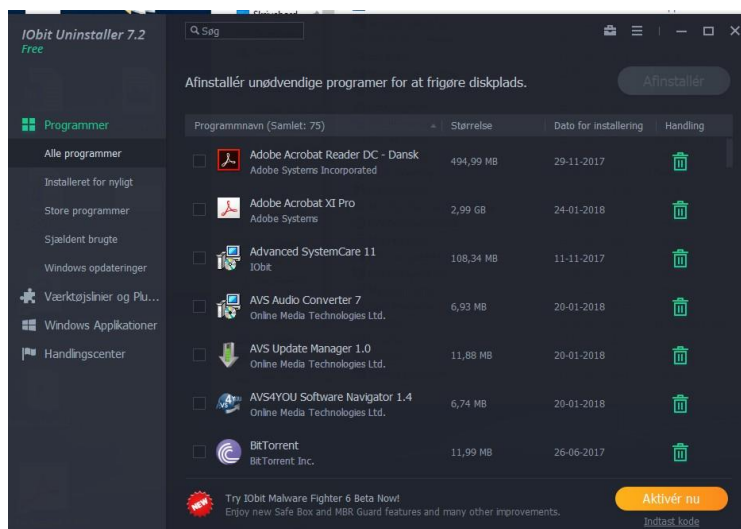 IObit Uninstaller 7.2
Free
Søg
Afinstallér unødvendige programer for at frigøre diskplads.
Afinstallér
Programmer
Alle programmer
Installeret for nyligt
Store programmer
Sjældent brugte
Windows opdateringer
Værktøjslinier og Plu...
Windows Applikationer
Handlingscenter
Programmnavn (Samlet: 75) Størrelse Dato for installering Handling
Adobe Acrobat Reader DC - Dansk
Adobe Systems Incorporated
494,99 MB 29-11-2017
Adobe Acrobat XI Pro
Adobe Systems
2,99 GB 24-01-2018
Advanced SystemCare 11
IObit
108,34 MB 11-11-2017
AVS Audio Converter 7
Online Media Technologies Ltd.
6,93 MB 20-01-2018
AVS Update Manager 1.0
Online Media Technologies Ltd.
11,88 MB 20-01-2018
AVS4YOU Software Navigator 1.4
Online Media Technologies Ltd.
6,74 MB 20-01-2018
BitTorrent
BitTorrent Inc.
11,99 MB 26-06-2017
NEW
Try IObit Malware Fighter 6 Beta Now!
Enjoy new Safe Box and MBR Guard features and many other improvements.
Aktivér nu
Indtast kode